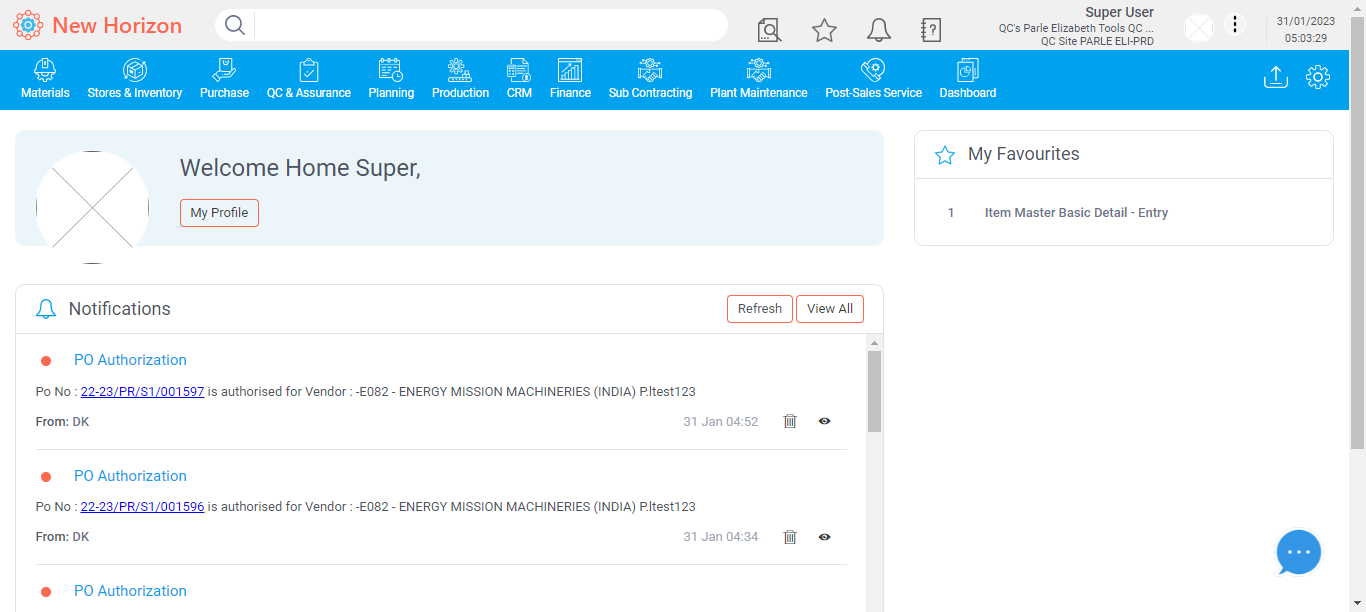 New Horizon
Super User
QC's Parle Elizabeth Tools QC ...
QC Site PARLE ELI-PRD
31/01/2023
05:03:29
Materials
Stores & Inventory
Purchase
QC & Assurance
Planning
Production
CRM
Finance
Sub Contracting
Plant Maintenance
Post-Sales Service
Dashboard
Welcome Home Super,
My Profile
My Favourites
1 Item Master Basic Detail - Entry
Notifications
Refresh
View All
PO Authorization
Po No : 22-23/PR/S1/001597 is authorised for Vendor : -E082 - ENERGY MISSION MACHINERIES (INDIA) P.ltest123
From: DK
31 Jan 04:52
PO Authorization
Po No : 22-23/PR/S1/001596 is authorised for Vendor : -E082 - ENERGY MISSION MACHINERIES (INDIA) P.ltest123
From: DK
31 Jan 04:34
PO Authorization